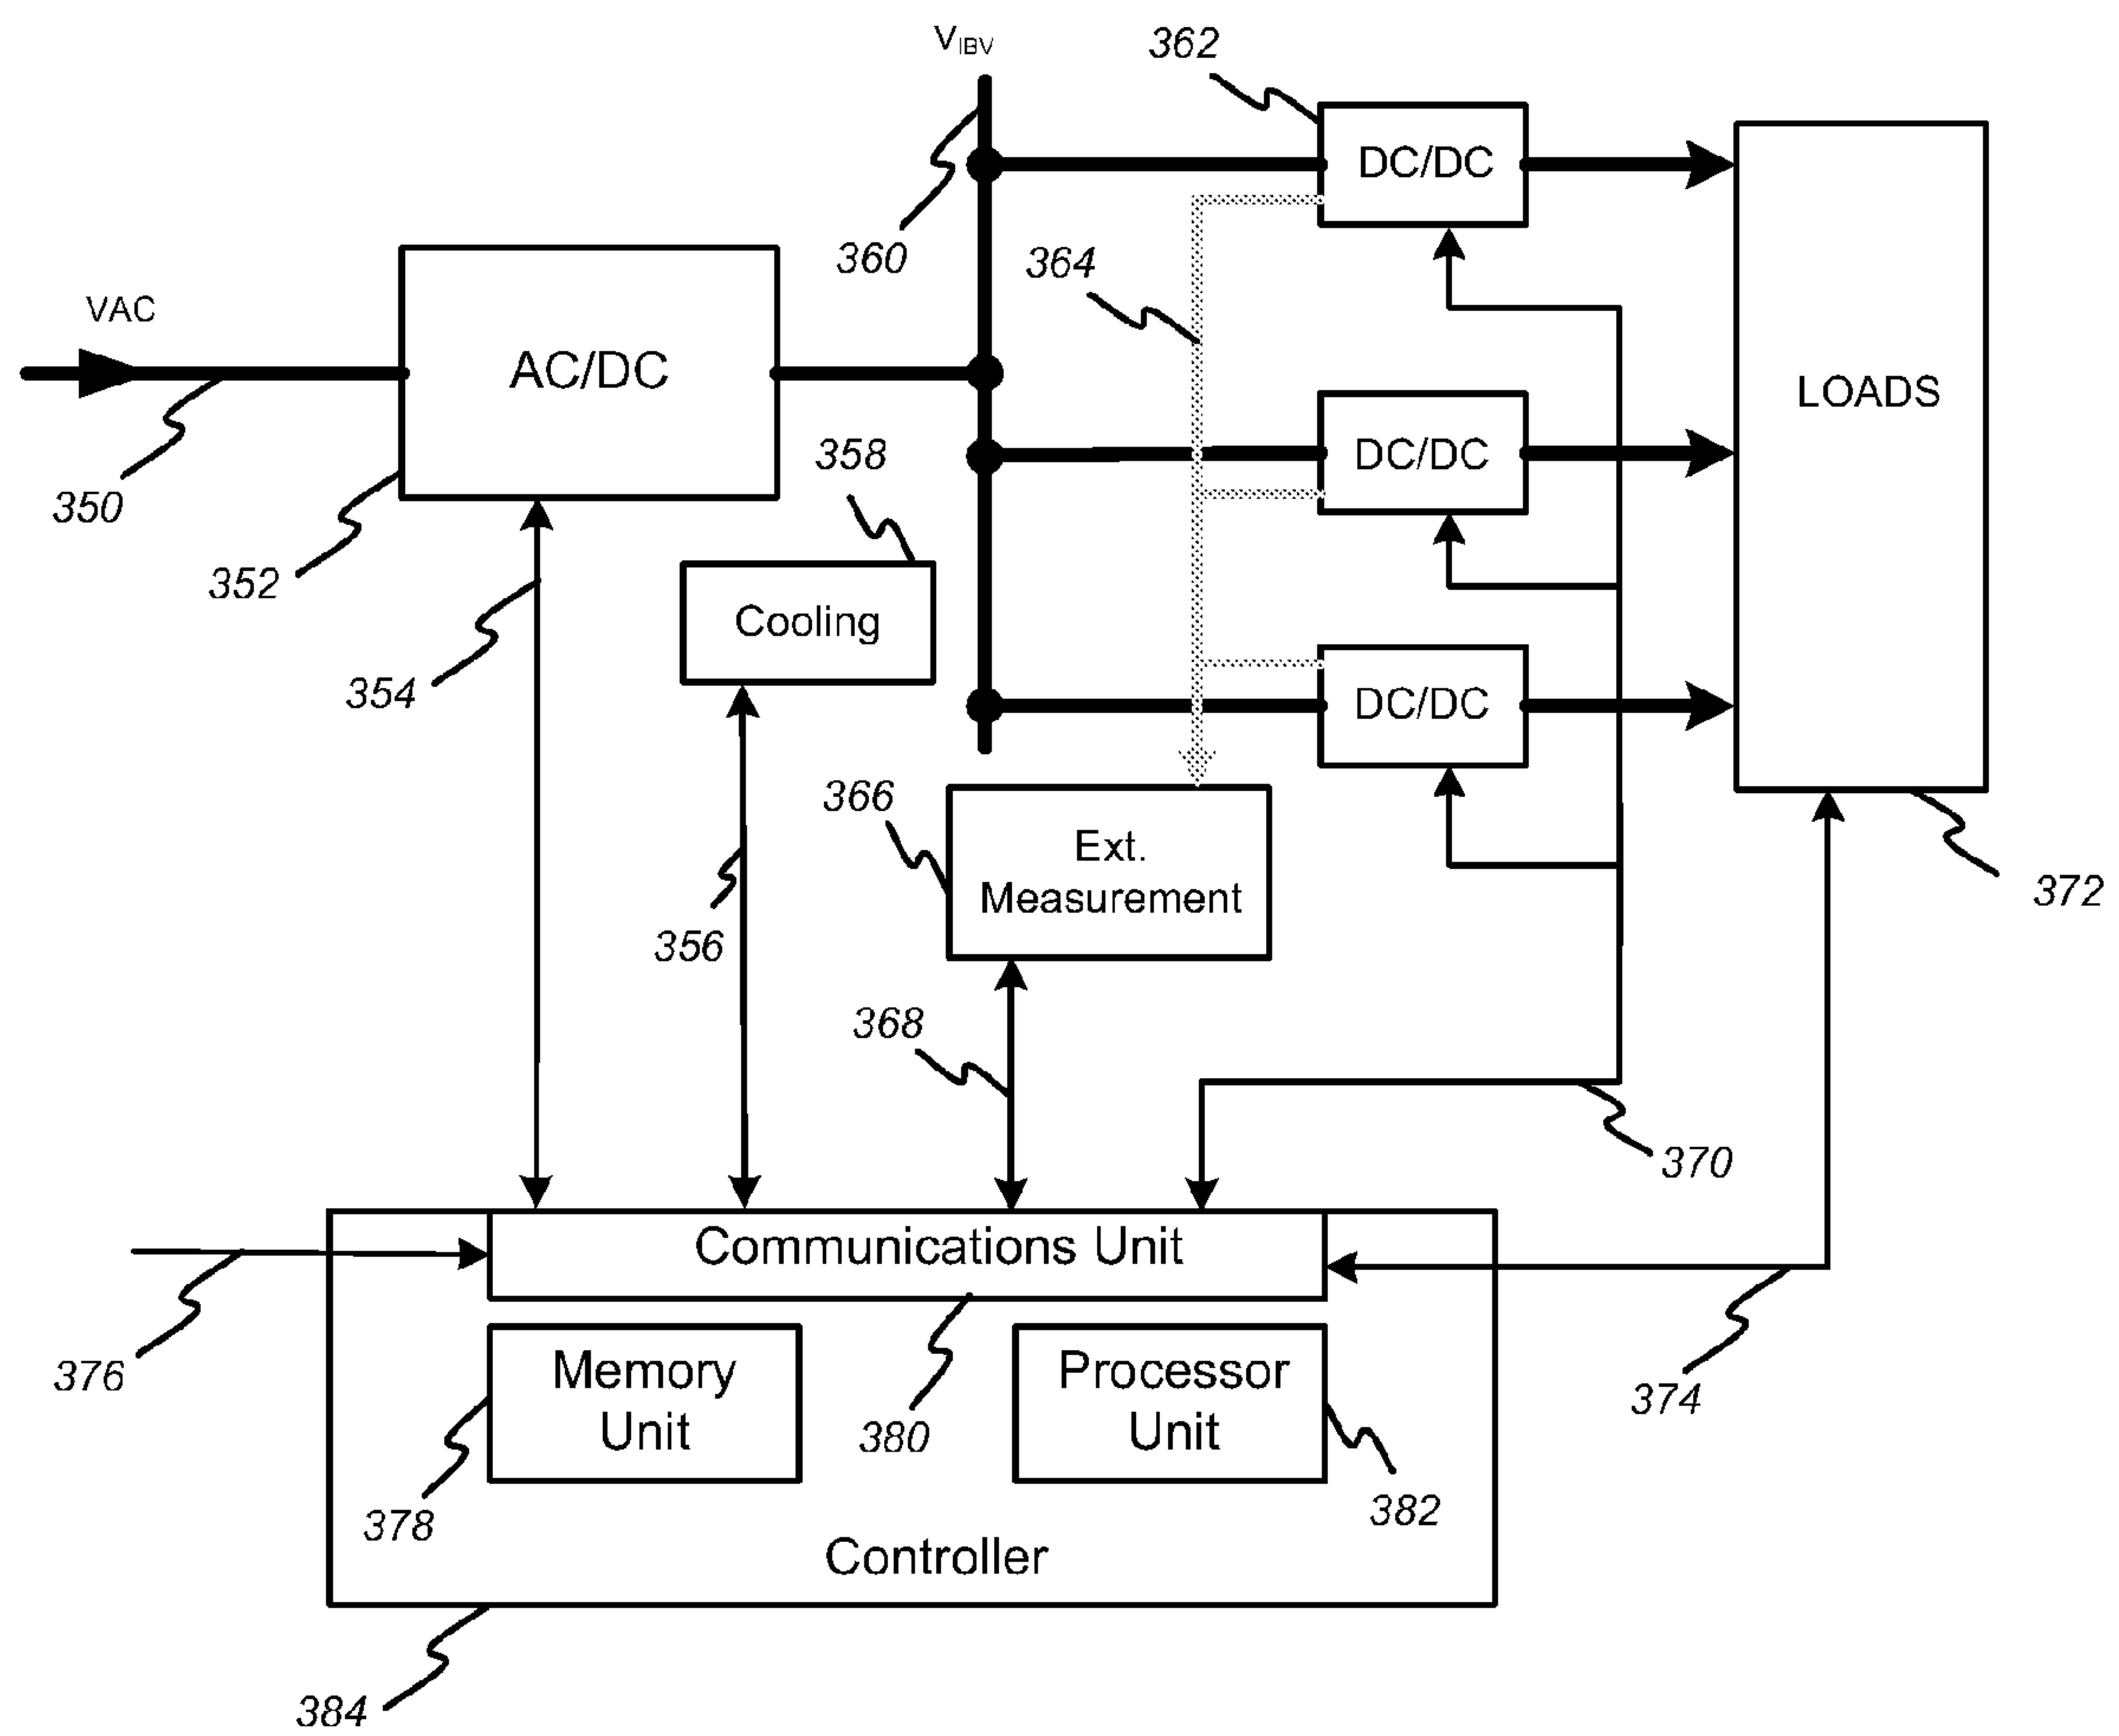 V_IBV
362
DC/DC
360
364
VAC
AC/DC
LOADS
358
DC/DC
350
352
Cooling
354
DC/DC
366
Ext.
Measurement
372
356
368
370
Communications Unit
376
Memory
Unit
Processor
Unit
374
380
378
382
Controller
384